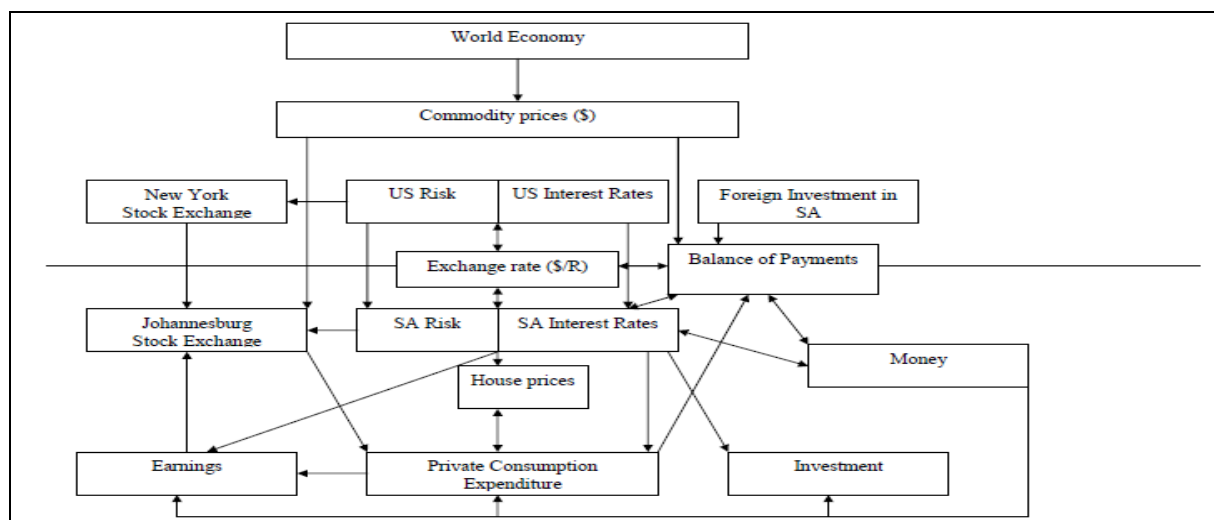 World Economy
Commodity prices ($)
New York
Stock Exchange
US Risk
US Interest Rates
Foreign Investment in
SA
Exchange rate ($/R)
Balance of Payments
Johannesburg
Stock Exchange
SA Risk
SA Interest Rates
Money
House prices
Earnings
Private Consumption
Expenditure
Investment